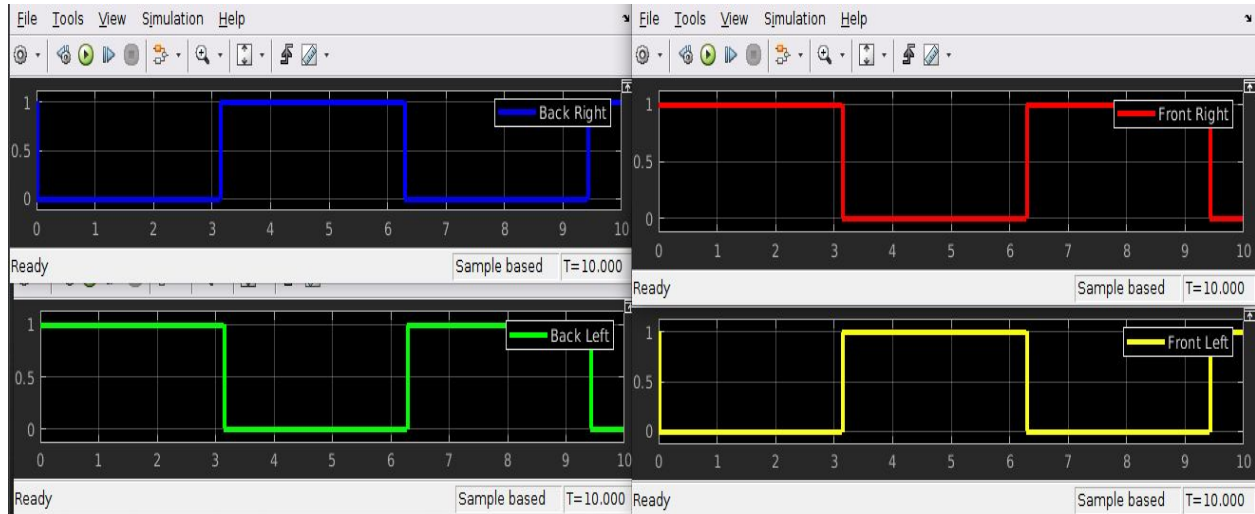 File Tools View Simulation Help
1
0.5
0
Back Right
0 1 2 3 4 5 6 7 8 9 10
Ready Sample based T=10.000
1
0.5
0
Back Left
0 1 2 3 4 5 6 7 8 9 10
Ready Sample based T=10.000
File Tools View Simulation Help
1
0.5
0
Front Right
0 1 2 3 4 5 6 7 8 9 10
Ready Sample based T=10.000
1
0.5
0
Front Left
0 1 2 3 4 5 6 7 8 9 10
Ready Sample based T=10.000